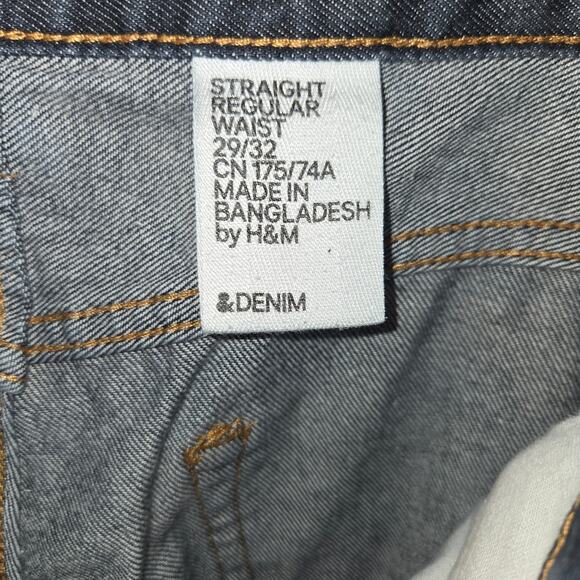 STRAIGHT
REGULAR
WAIST
29/32
CN 175/74A
MADE IN
BANGLADESH
by H&M
&DENIM